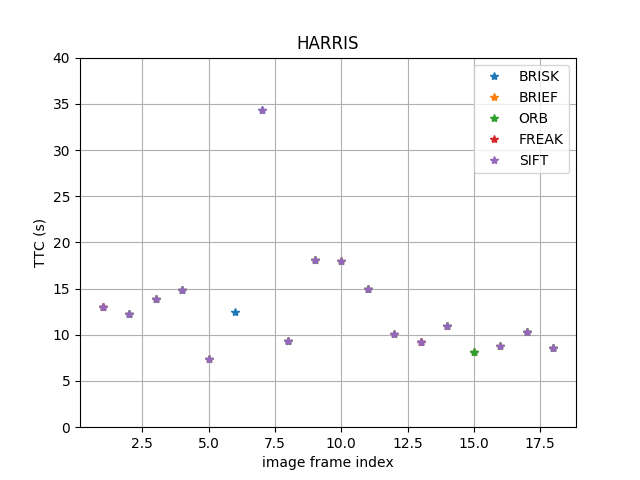 HARRIS
40
35
30
25
20
15
10
5
0
TTC (s)
BRISK
BRIEF
ORB
FREAK
SIFT
2.5 5.0 7.5 10.0 12.5 15.0 17.5
image frame index